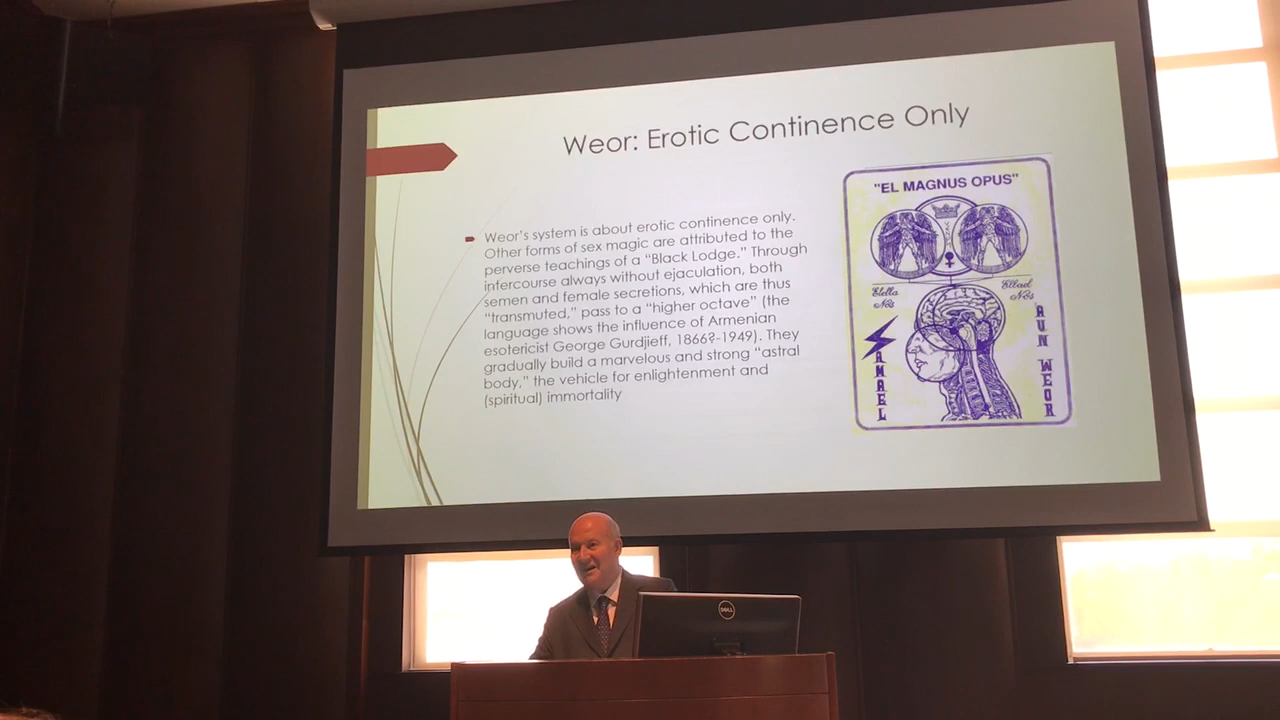 Weor: Erotic Continence Only
Weor's system is about erotic continence only.
Other forms of sex magic are attributed to the
perverse teachings of a "Black Lodge." Through
intercourse always without ejaculation, both
semen and female secretions, which are thus
"transmuted," pass to a "higher octave" (the
language shows the influence of Armenian
esotericist George Gurdjieff, 1866?-1949). They
gradually build a marvelous and strong "astral
body," the vehicle for enlightenment and
(spiritual) immortality
"EL MAGNUS OPUS"
Elella
Nos
Ellael
Nos
SAMAEL
AUN WEOR
DELL